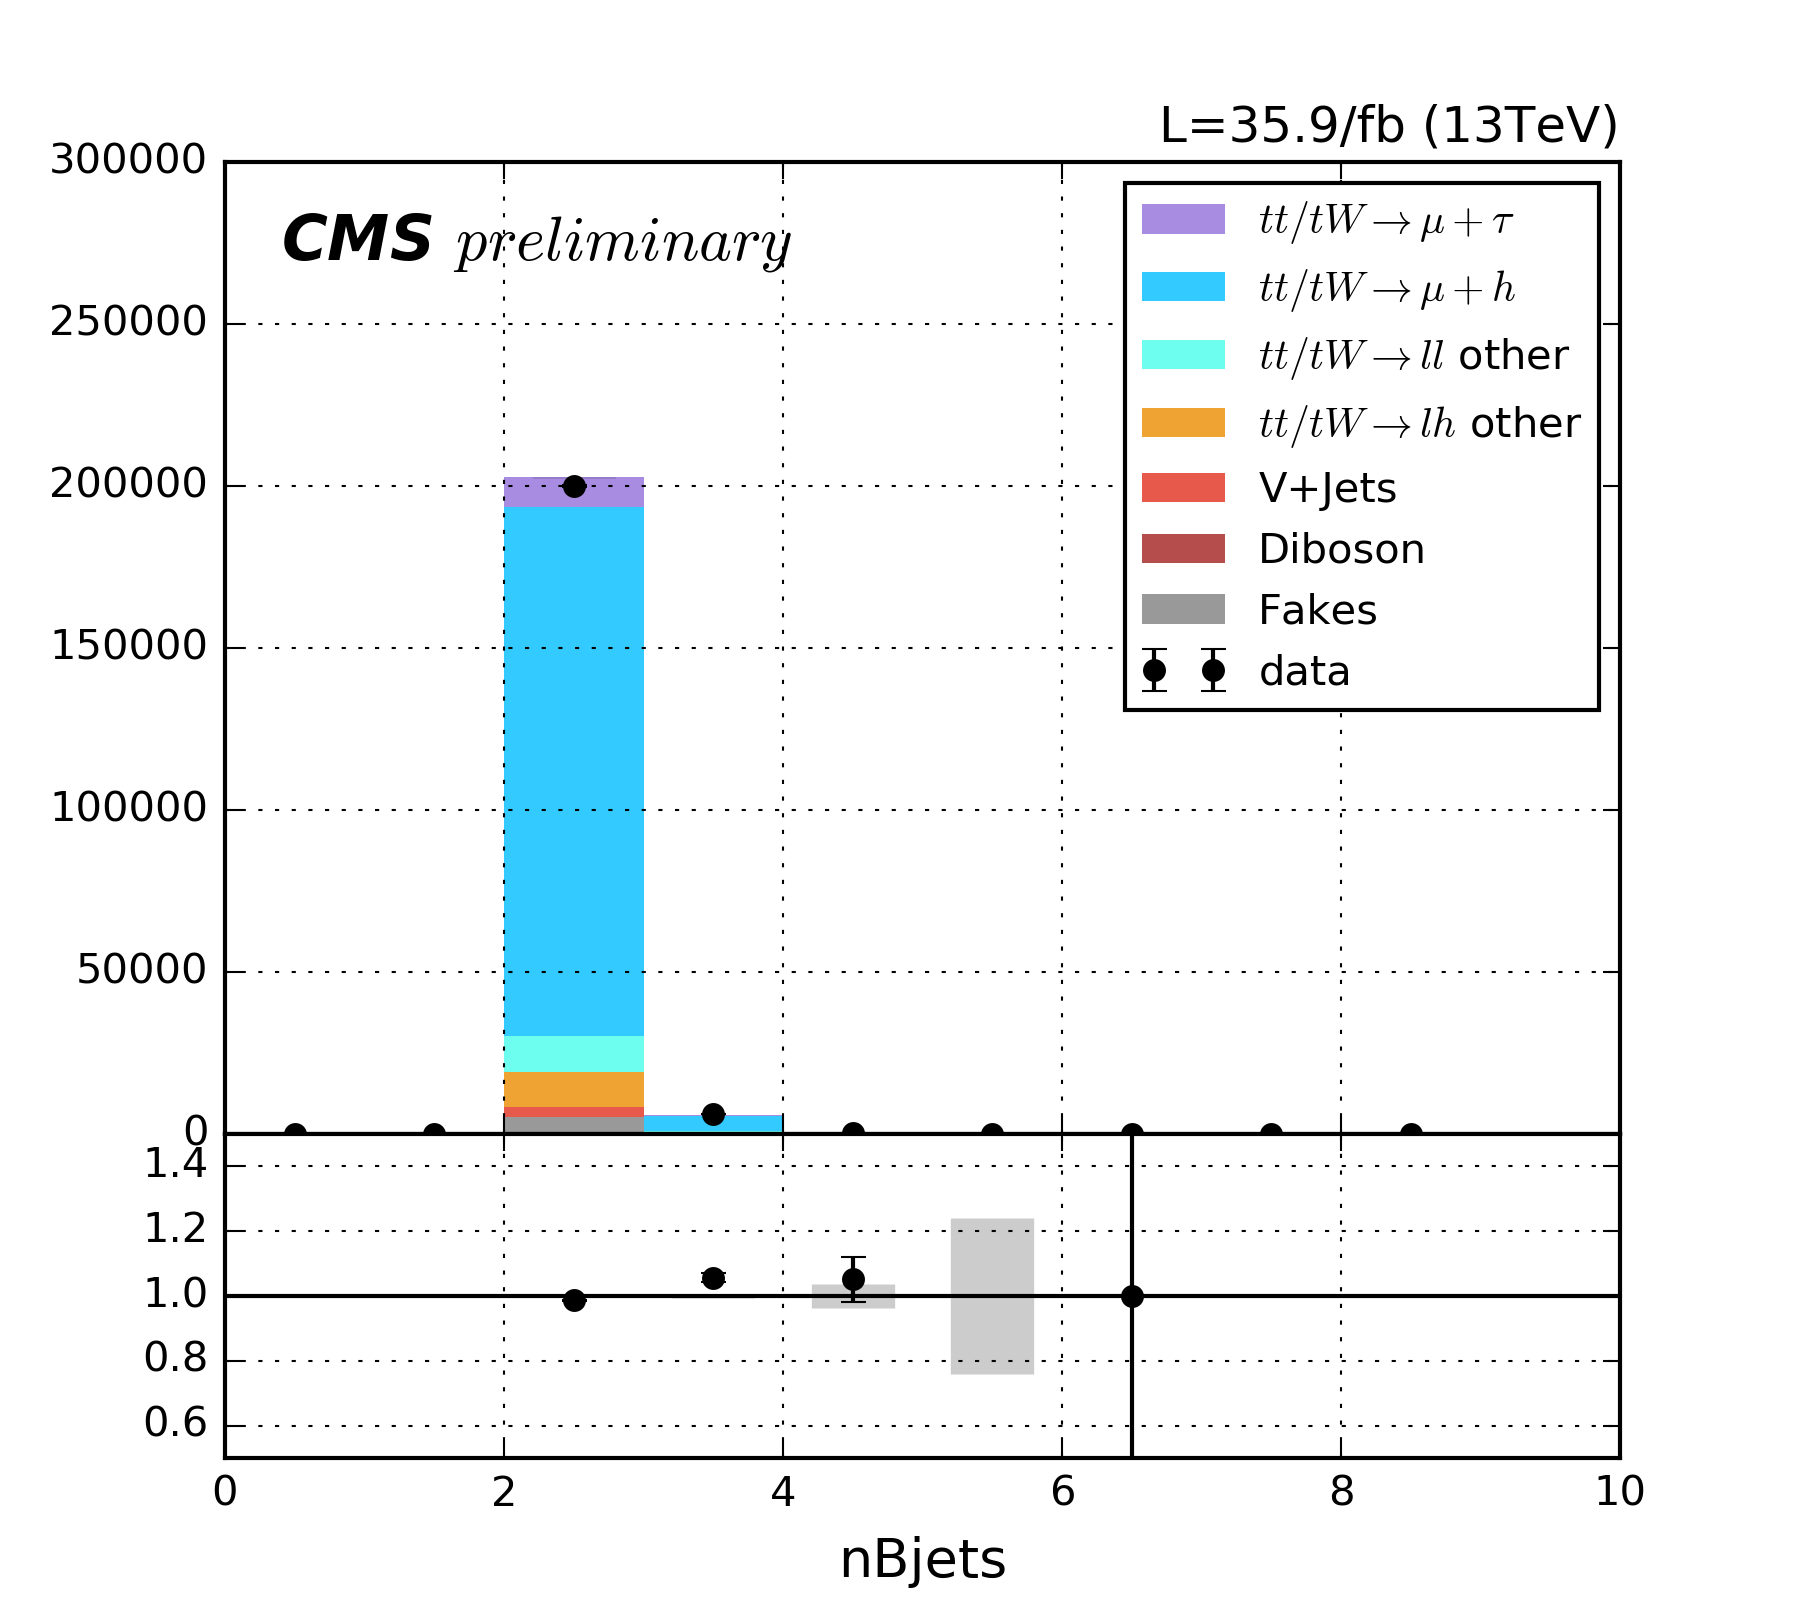 L=35.9/fb (13TeV)
300000
CMS preliminary
250000
200000
150000
100000
50000
0
tt/tW→μ+τ
tt/tW→μ+h
tt/tW→ll other
tt/tW→lh other
V+Jets
Diboson
Fakes
data
1.4
1.2
1.0
0.8
0.6
0 2 4 6 8 10
nBjets